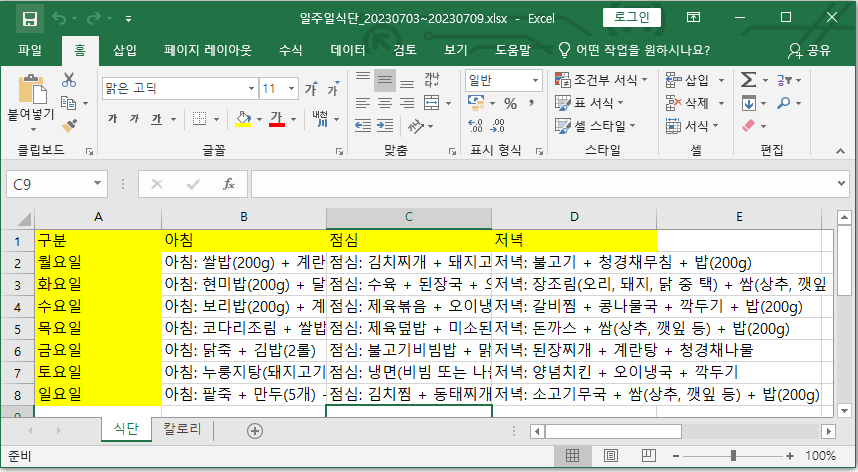 일주일식단_20230703~20230709.xlsx - Excel 로그인
파일 홈 삽입 페이지 레이아웃 수식 데이터 검토 보기 도움말 어떤 작업을 원하시나요? 공유
붙여넣기 맑은 고딕 11 가 가 가나 일반 조건부 서식 삽입 Σ
표 서식 삭제
가 가 가 가 내천 % , 셀 스타일 서식
클립보드 글꼴 맞춤 표시 형식 스타일 셀 편집
C9 fx
A B C D E
1 구분 아침 점심 저녁
2 월요일 아침: 쌀밥(200g) + 계란 점심: 김치찌개 + 돼지고 저녁: 불고기 + 청경채무침 + 밥(200g)
3 화요일 아침: 현미밥(200g) + 달 점심: 수육 + 된장국 + 저녁: 장조림(오리, 돼지, 닭 중 택) + 쌈(상추, 깻잎
4 수요일 아침: 보리밥(200g) + 계 점심: 제육볶음 + 오이냉 저녁: 갈비찜 + 콩나물국 + 깍두기 + 밥(200g)
5 목요일 아침: 코다리조림 + 쌀밥 점심: 제육덮밥 + 미소된 저녁: 돈까스 + 쌈(상추, 깻잎 등) + 밥(200g)
6 금요일 아침: 닭죽 + 김밥(2롤) 점심: 불고기비빔밥 + 맑 저녁: 된장찌개 + 계란탕 + 청경채나물
7 토요일 아침: 누룽지탕(돼지고기 점심: 냉면(비빔 또는 나 저녁: 양념치킨 + 오이냉국 + 깍두기
8 일요일 아침: 팥죽 + 만두(5개) - 점심: 김치찜 + 동태찌개 저녁: 소고기무국 + 쌈(상추, 깻잎 등) + 밥(200g)
9
식단 칼로리
준비 100%